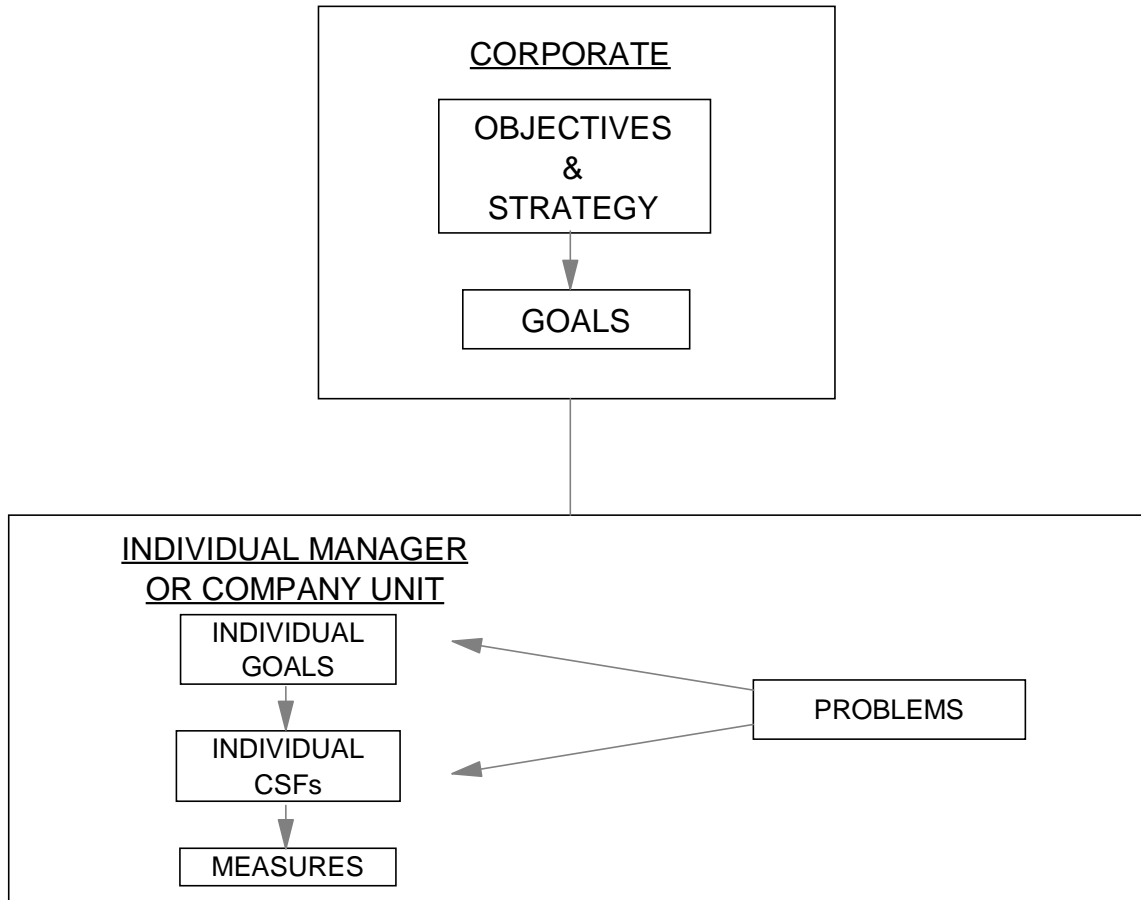 CORPORATE
OBJECTIVES
&
STRATEGY
GOALS
INDIVIDUAL MANAGER
OR COMPANY UNIT
INDIVIDUAL
GOALS
PROBLEMS
INDIVIDUAL
CSFs
MEASURES